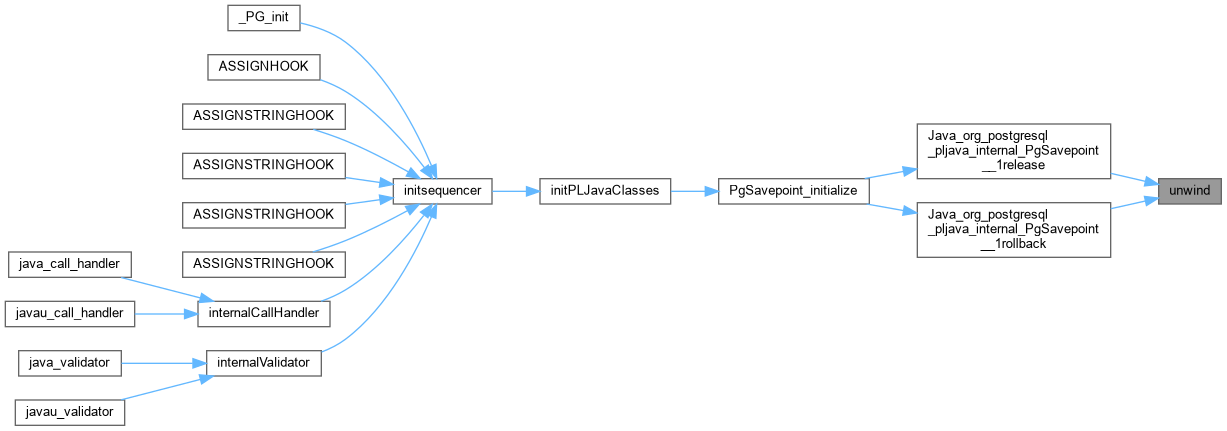 _PG_init
ASSIGNHOOK
ASSIGNSTRINGHOOK
ASSIGNSTRINGHOOK
ASSIGNSTRINGHOOK
ASSIGNSTRINGHOOK
java_call_handler
javau_call_handler
internalCallHandler
java_validator
javau_validator
internalValidator
initsequencer
initPLJavaClasses
PgSavepoint_initialize
Java_org_postgresql
_pljava_internal_PgSavepoint
__1release
Java_org_postgresql
_pljava_internal_PgSavepoint
__1rollback
unwind